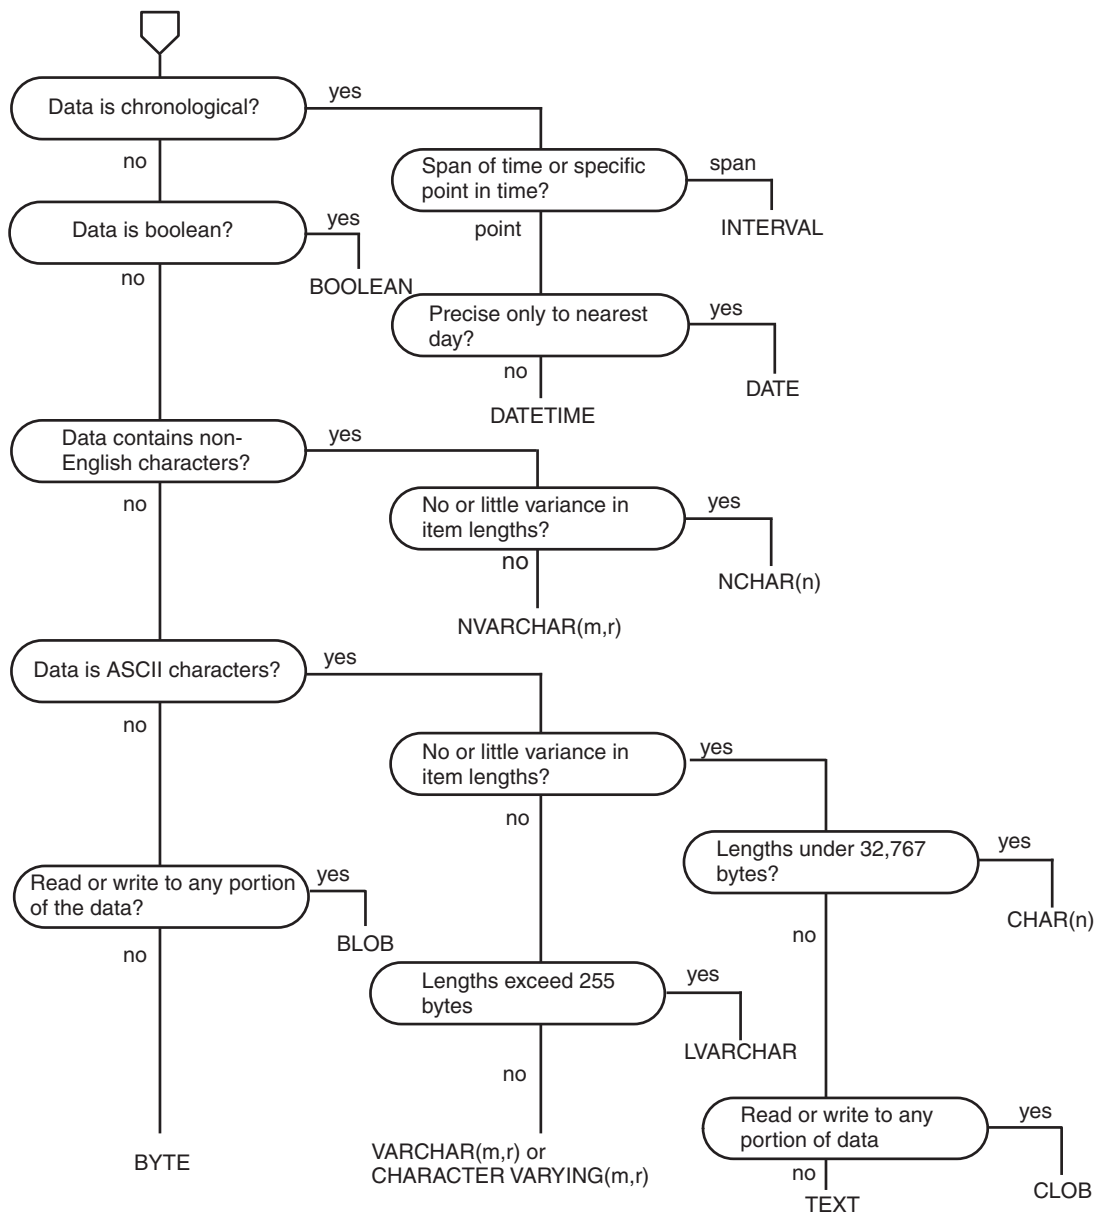 Data is chronological?
yes
no
Span of time or specific
point in time?
span
INTERVAL
point
Data is boolean?
yes
BOOLEAN
no
Precise only to nearest
day?
yes
DATE
no
DATETIME
Data contains non-
English characters?
yes
no
No or little variance in
item lengths?
yes
NCHAR(n)
no
NVARCHAR(m,r)
Data is ASCII characters?
yes
no
No or little variance in
item lengths?
yes
no
Lengths under 32,767
bytes?
yes
CHAR(n)
no
Read or write to any portion
of the data?
yes
BLOB
no
Lengths exceed 255
bytes
yes
LVARCHAR
no
Read or write to any
portion of data
yes
CLOB
no
TEXT
BYTE
VARCHAR(m,r) or
CHARACTER VARYING(m,r)